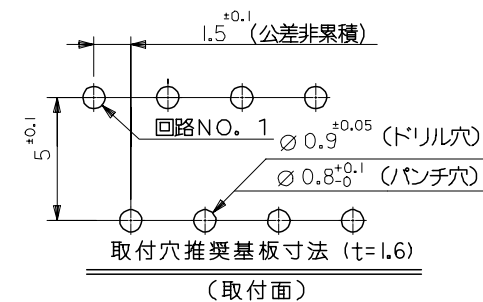 1.5±0.1 (公差非累積)
5±0.1
回路NO. 1
∅0.9±0.05 (ドリル穴)
∅0.8+0.1-0 (パンチ穴)
取付穴推奨基板寸法 (t=1.6)
(取付面)